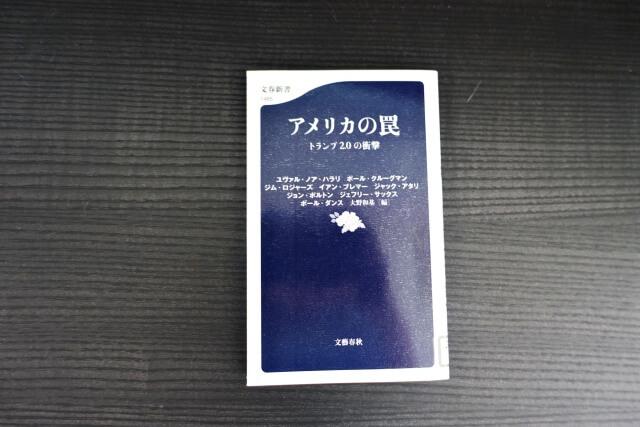 文春新書
アメリカの罠
トランプ2.0の衝撃
ユヴァル・ノア・ハラリ ポール・クルーグマン
ジム・ロジャーズ イアン・ブレマー ジャック・アタリ
ジョン・ボルトン ジェフリー・サックス
ポール・ダンス 大野和基[編]
文藝春秋